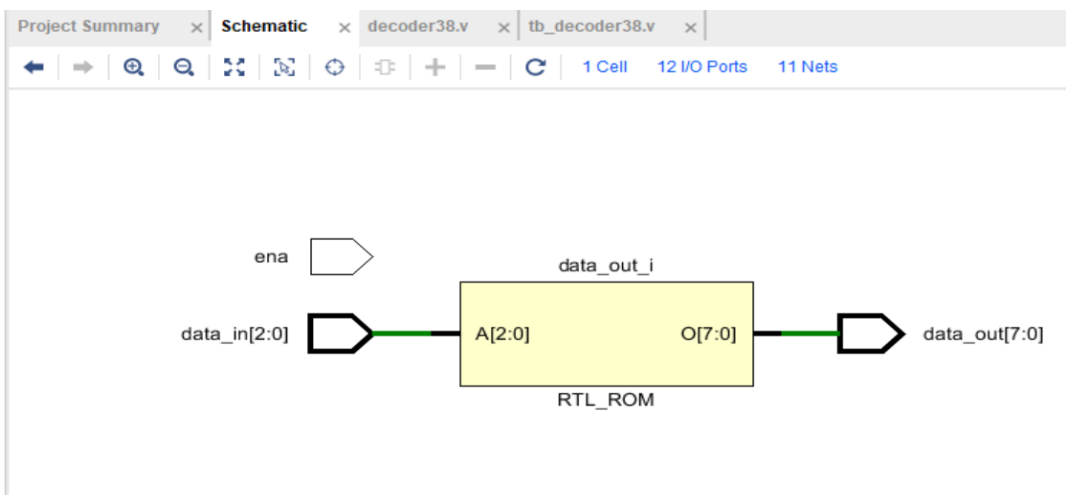 Project Summary × Schematic × decoder38.v × tb_decoder38.v ×
1 Cell 12 I/O Ports 11 Nets
ena
data_out_i
data_in[2:0] A[2:0] O[7:0] data_out[7:0]
RTL_ROM